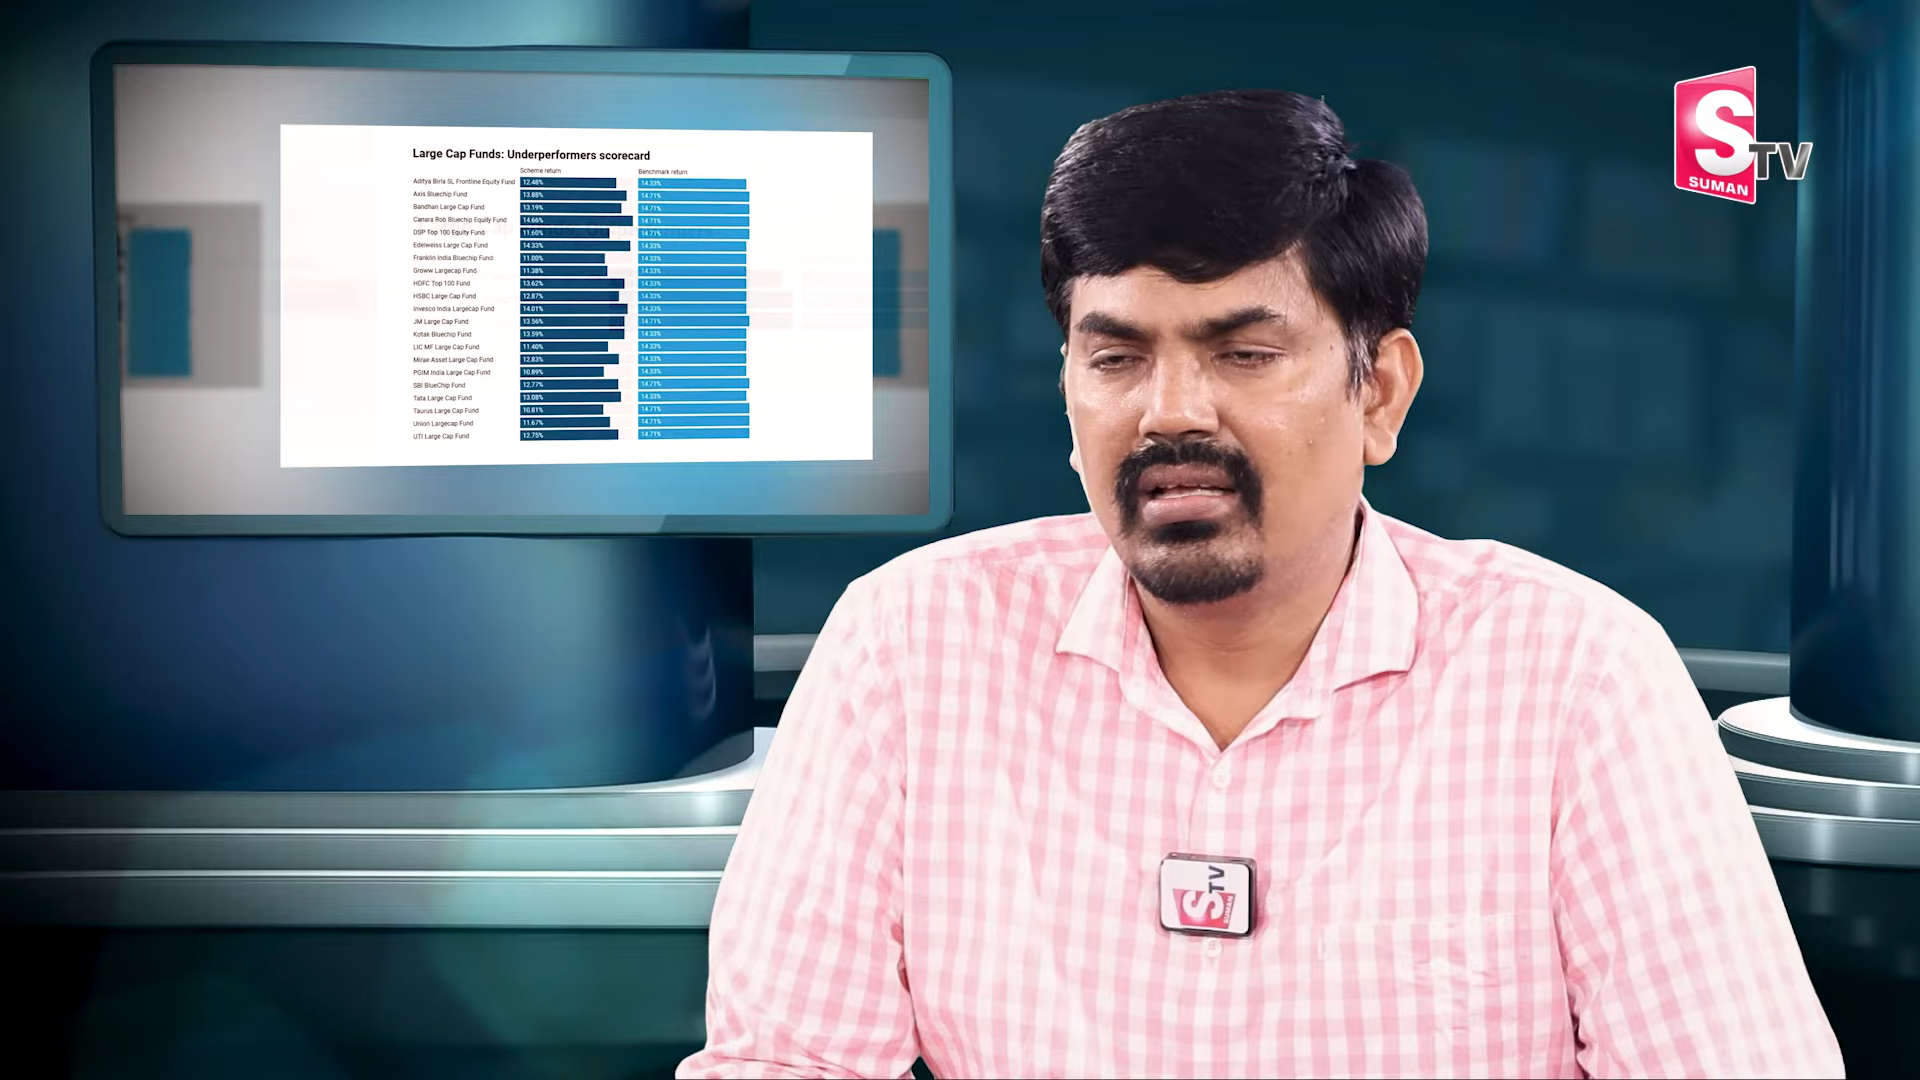 Large Cap Funds: Underperformers scorecard
Scheme return Benchmark return
Aditya Birla SL Frontline Equity Fund 12.48% 14.33%
Axis Bluechip Fund 13.88% 14.71%
Bandhan Large Cap Fund 13.19% 14.71%
Canara Rob Bluechip Equity Fund 14.66% 14.71%
DSP Top 100 Equity Fund 11.60% 14.71%
Edelweiss Large Cap Fund 14.33% 14.33%
Franklin India Bluechip Fund 11.00% 14.33%
Groww Largecap Fund 11.38% 14.33%
HDFC Top 100 Fund 13.62% 14.33%
HSBC Large Cap Fund 12.87% 14.33%
Invesco India Largecap Fund 14.01% 14.33%
JM Large Cap Fund 13.56% 14.71%
Kotak Bluechip Fund 13.59% 14.33%
LIC MF Large Cap Fund 11.40% 14.33%
Mirae Asset Large Cap Fund 12.83% 14.33%
PGIM India Large Cap Fund 10.89% 14.33%
SBI BlueChip Fund 12.77% 14.71%
Tata Large Cap Fund 13.08% 14.33%
Taurus Large Cap Fund 10.81% 14.71%
Union Largecap Fund 11.67% 14.71%
UTI Large Cap Fund 12.75% 14.71%
S TV
SUMAN
S TV
SUMAN